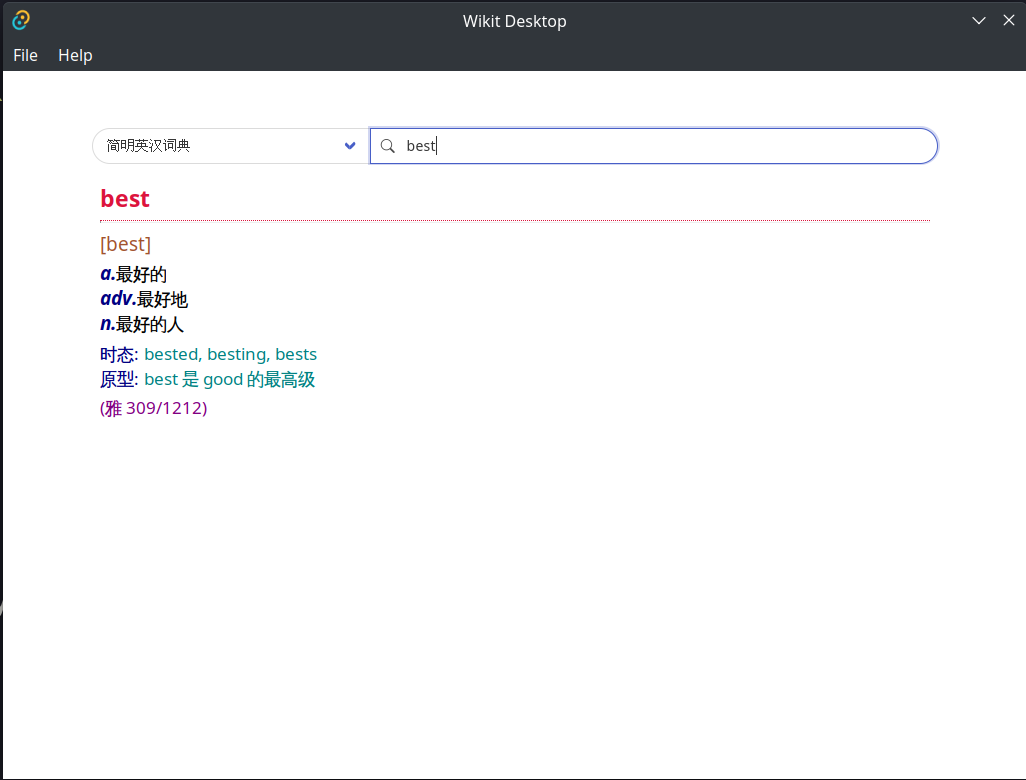 Wikit Desktop
File Help
简明英汉词典 best
best
[best]
a.最好的
adv.最好地
n.最好的人
时态: bested, besting, bests
原型: best 是 good 的最高级
(雅 309/1212)